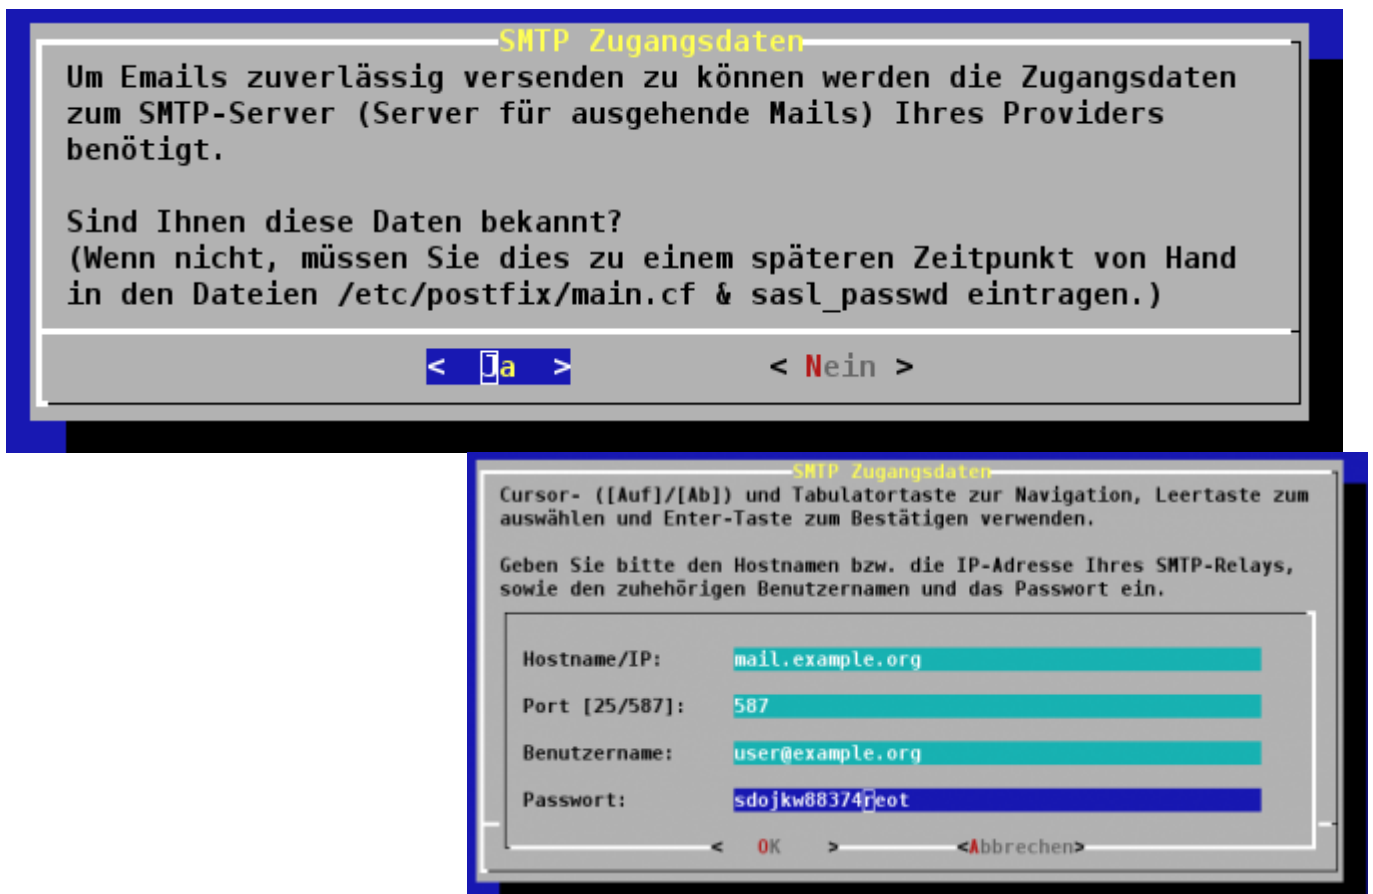 SMTP Zugangsdaten
Um Emails zuverlässig versenden zu können werden die Zugangsdaten
zum SMTP-Server (Server für ausgehende Mails) Ihres Providers
benötigt.
Sind Ihnen diese Daten bekannt?
(Wenn nicht, müssen Sie dies zu einem späteren Zeitpunkt von Hand
in den Dateien /etc/postfix/main.cf & sasl_passwd eintragen.)
< Ja > < Nein >
SMTP Zugangsdaten
Cursor- ([Auf]/[Ab]) und Tabulatortaste zur Navigation, Leertaste zum
auswählen und Enter-Taste zum Bestätigen verwenden.
Geben Sie bitte den Hostnamen bzw. die IP-Adresse Ihres SMTP-Relays,
sowie den zuhehörigen Benutzernamen und das Passwort ein.
Hostname/IP: mail.example.org
Port [25/587]: 587
Benutzername: user@example.org
Passwort: sdojkw88374reot
< OK > <Abbrechen>